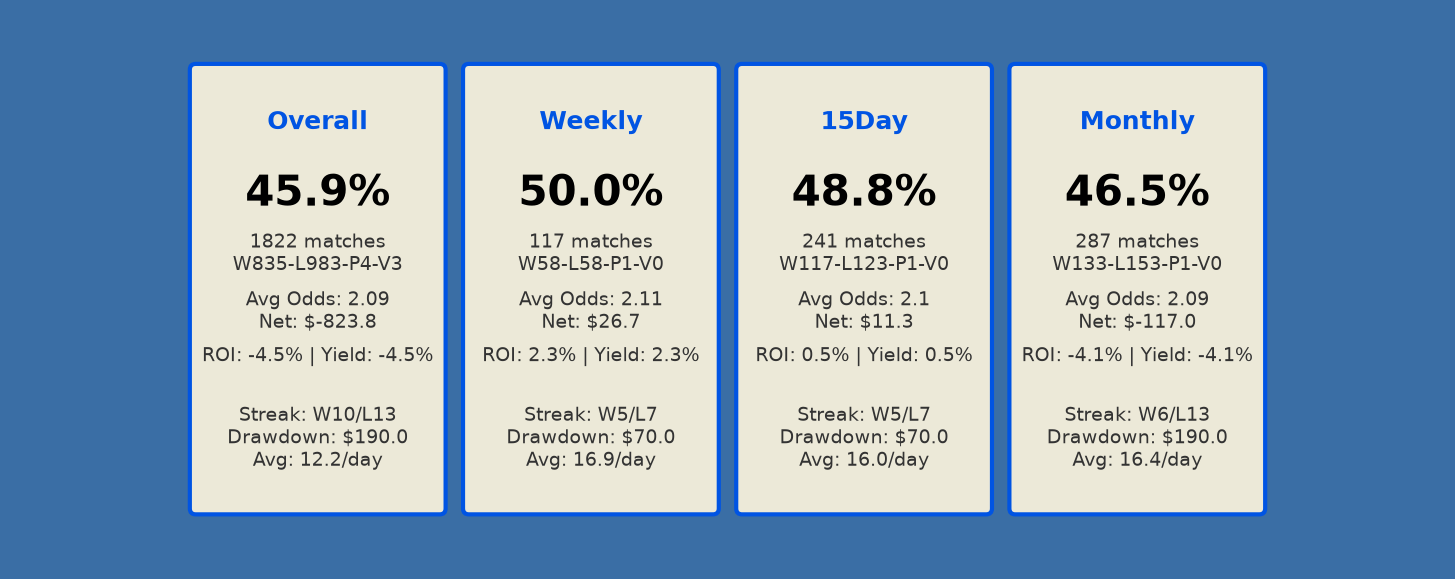 Overall
45.9%
1822 matches
W835-L983-P4-V3
Avg Odds: 2.09
Net: $-823.8
ROI: -4.5% | Yield: -4.5%
Streak: W10/L13
Drawdown: $190.0
Avg: 12.2/day
Weekly
50.0%
117 matches
W58-L58-P1-V0
Avg Odds: 2.11
Net: $26.7
ROI: 2.3% | Yield: 2.3%
Streak: W5/L7
Drawdown: $70.0
Avg: 16.9/day
15Day
48.8%
241 matches
W117-L123-P1-V0
Avg Odds: 2.1
Net: $11.3
ROI: 0.5% | Yield: 0.5%
Streak: W5/L7
Drawdown: $70.0
Avg: 16.0/day
Monthly
46.5%
287 matches
W133-L153-P1-V0
Avg Odds: 2.09
Net: $-117.0
ROI: -4.1% | Yield: -4.1%
Streak: W6/L13
Drawdown: $190.0
Avg: 16.4/day